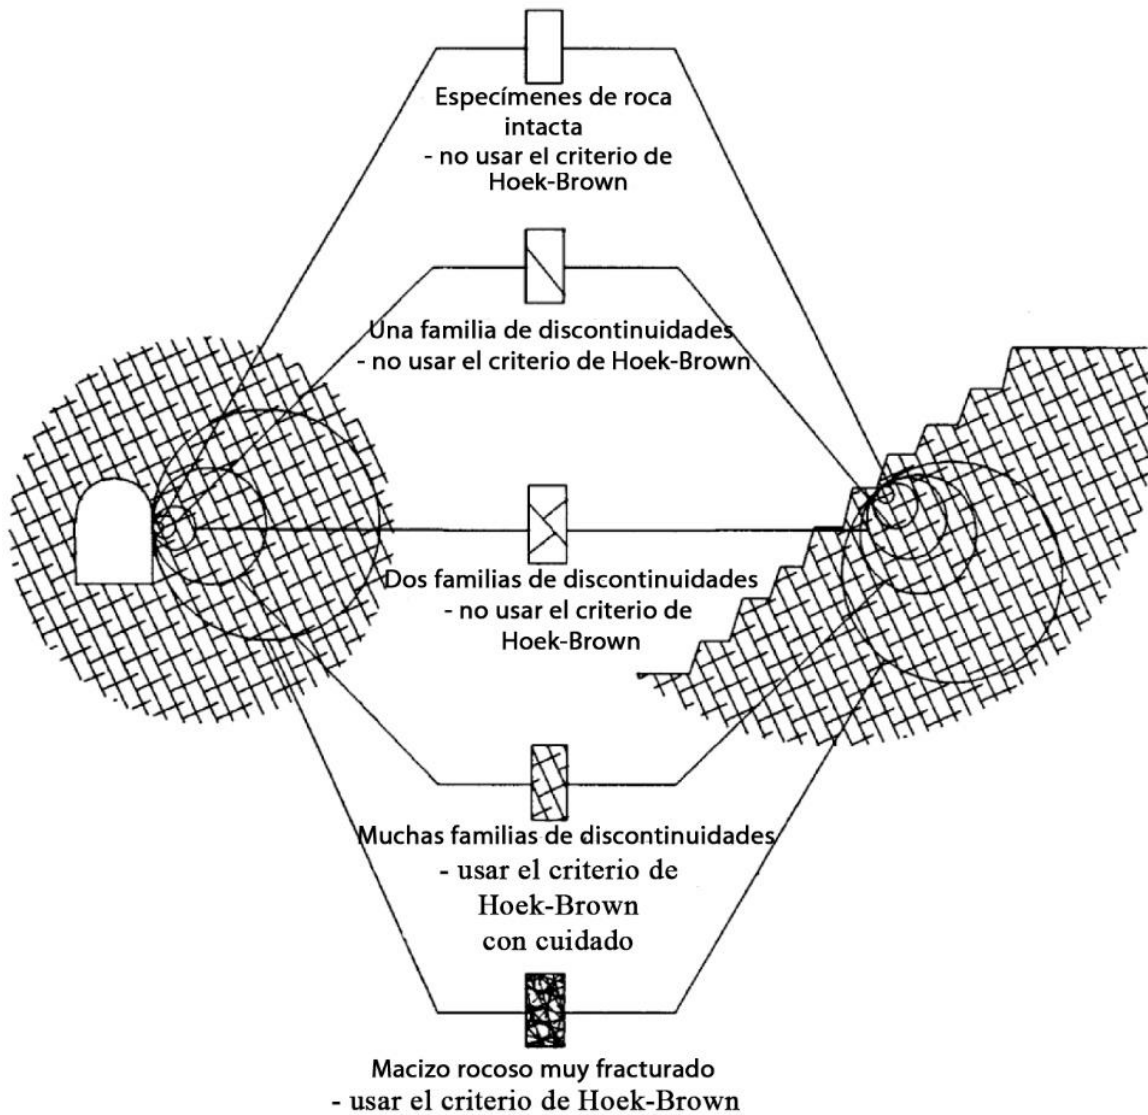 Especímenes de roca
intacta
- no usar el criterio de
Hoek-Brown
Una familia de discontinuidades
- no usar el criterio de Hoek-Brown
Dos familias de discontinuidades
- no usar el criterio de
Hoek-Brown
Muchas familias de discontinuidades
- usar el criterio de
Hoek-Brown
con cuidado
Macizo rocoso muy fracturado
- usar el criterio de Hoek-Brown